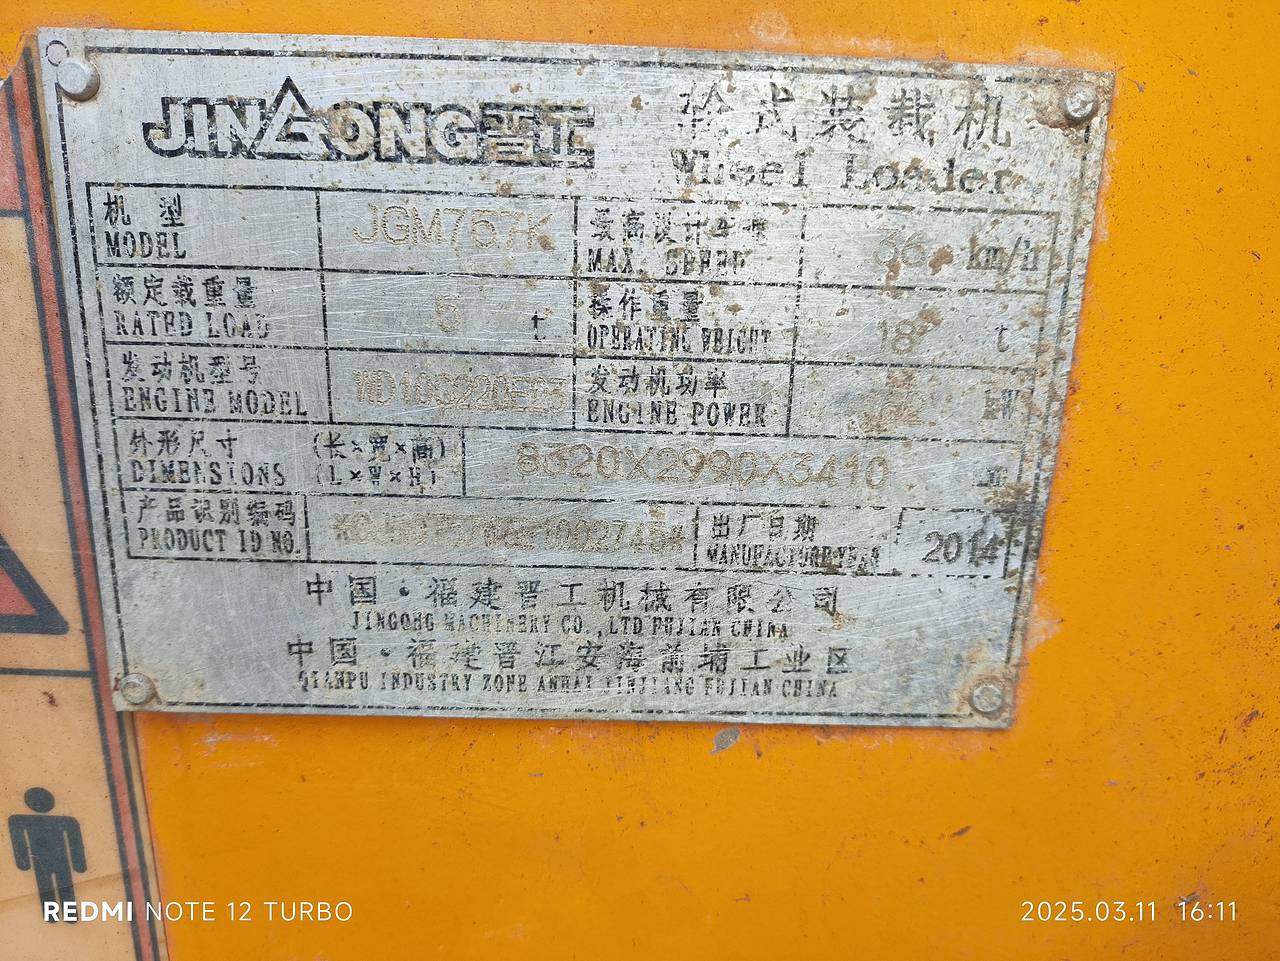 JINGONG晋工
轮式装载机
Wheel Loader
机 型 JGM757K 最高设计车速 36 km/h
MODEL MAX. SPEED
额定载重量 5 t 操作重量 18 t
RATED LOAD OPERATING WEIGHT
发动机型号 WD10G220E23 发动机功率 kW
ENGINE MODEL ENGINE POWER
外形尺寸 (长×宽×高) 8320X2990X3410
DIMENSIONS (L×W×H)
产品识别编码 出厂日期 2014
PRODUCT ID NO. MANUFACTURE YEAR
中国·福建晋工机械有限公司
JINGONG MACHINERY CO.,LTD FUJIAN CHINA
中国·福建晋江安海前埔工业区
QIANPU INDUSTRY ZONE ANHAI JINJIANG FUJIAN CHINA
REDMI NOTE 12 TURBO 2025.03.11 16:11